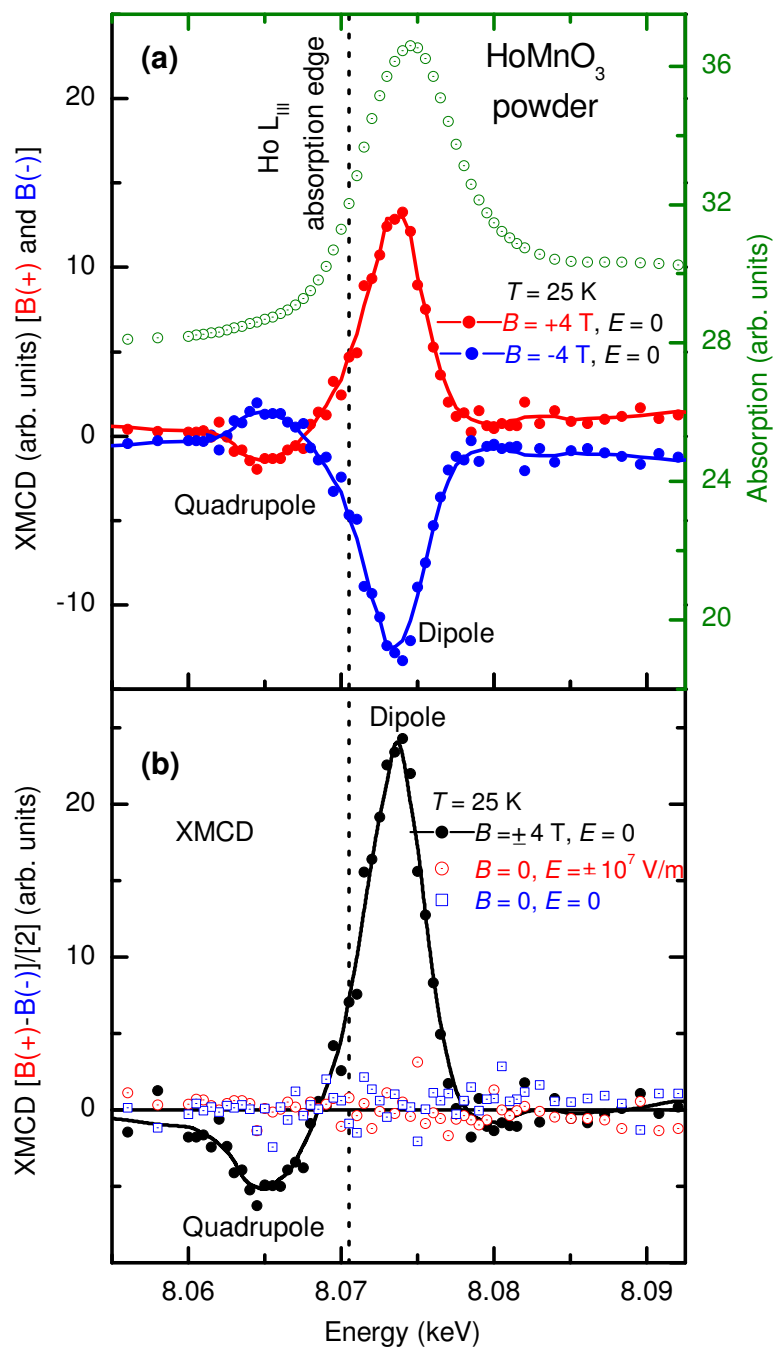 (a)
HoMnO3
powder
Ho LIII
absorption edge
XMCD (arb. units) [B(+) and B(-)]
Absorption (arb. units)
20
10
0
-10
36
32
28
24
20
T = 25 K
B = +4 T, E = 0
B = -4 T, E = 0
Quadrupole
Dipole
(b)
Dipole
XMCD
T = 25 K
B = ± 4 T, E = 0
B = 0, E = ± 10^7 V/m
B = 0, E = 0
XMCD [B(+)-B(-)]/[2] (arb. units)
20
10
0
Quadrupole
8.06 8.07 8.08 8.09
Energy (keV)